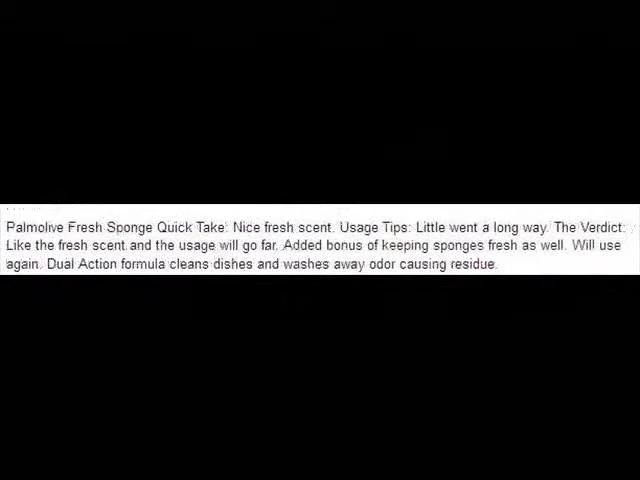 Palmolive Fresh Sponge Quick Take: Nice fresh scent. Usage Tips: Little went a long way. The Verdict:
Like the fresh scent and the usage will go far. Added bonus of keeping sponges fresh as well. Will use
again. Dual Action formula cleans dishes and washes away odor causing residue.